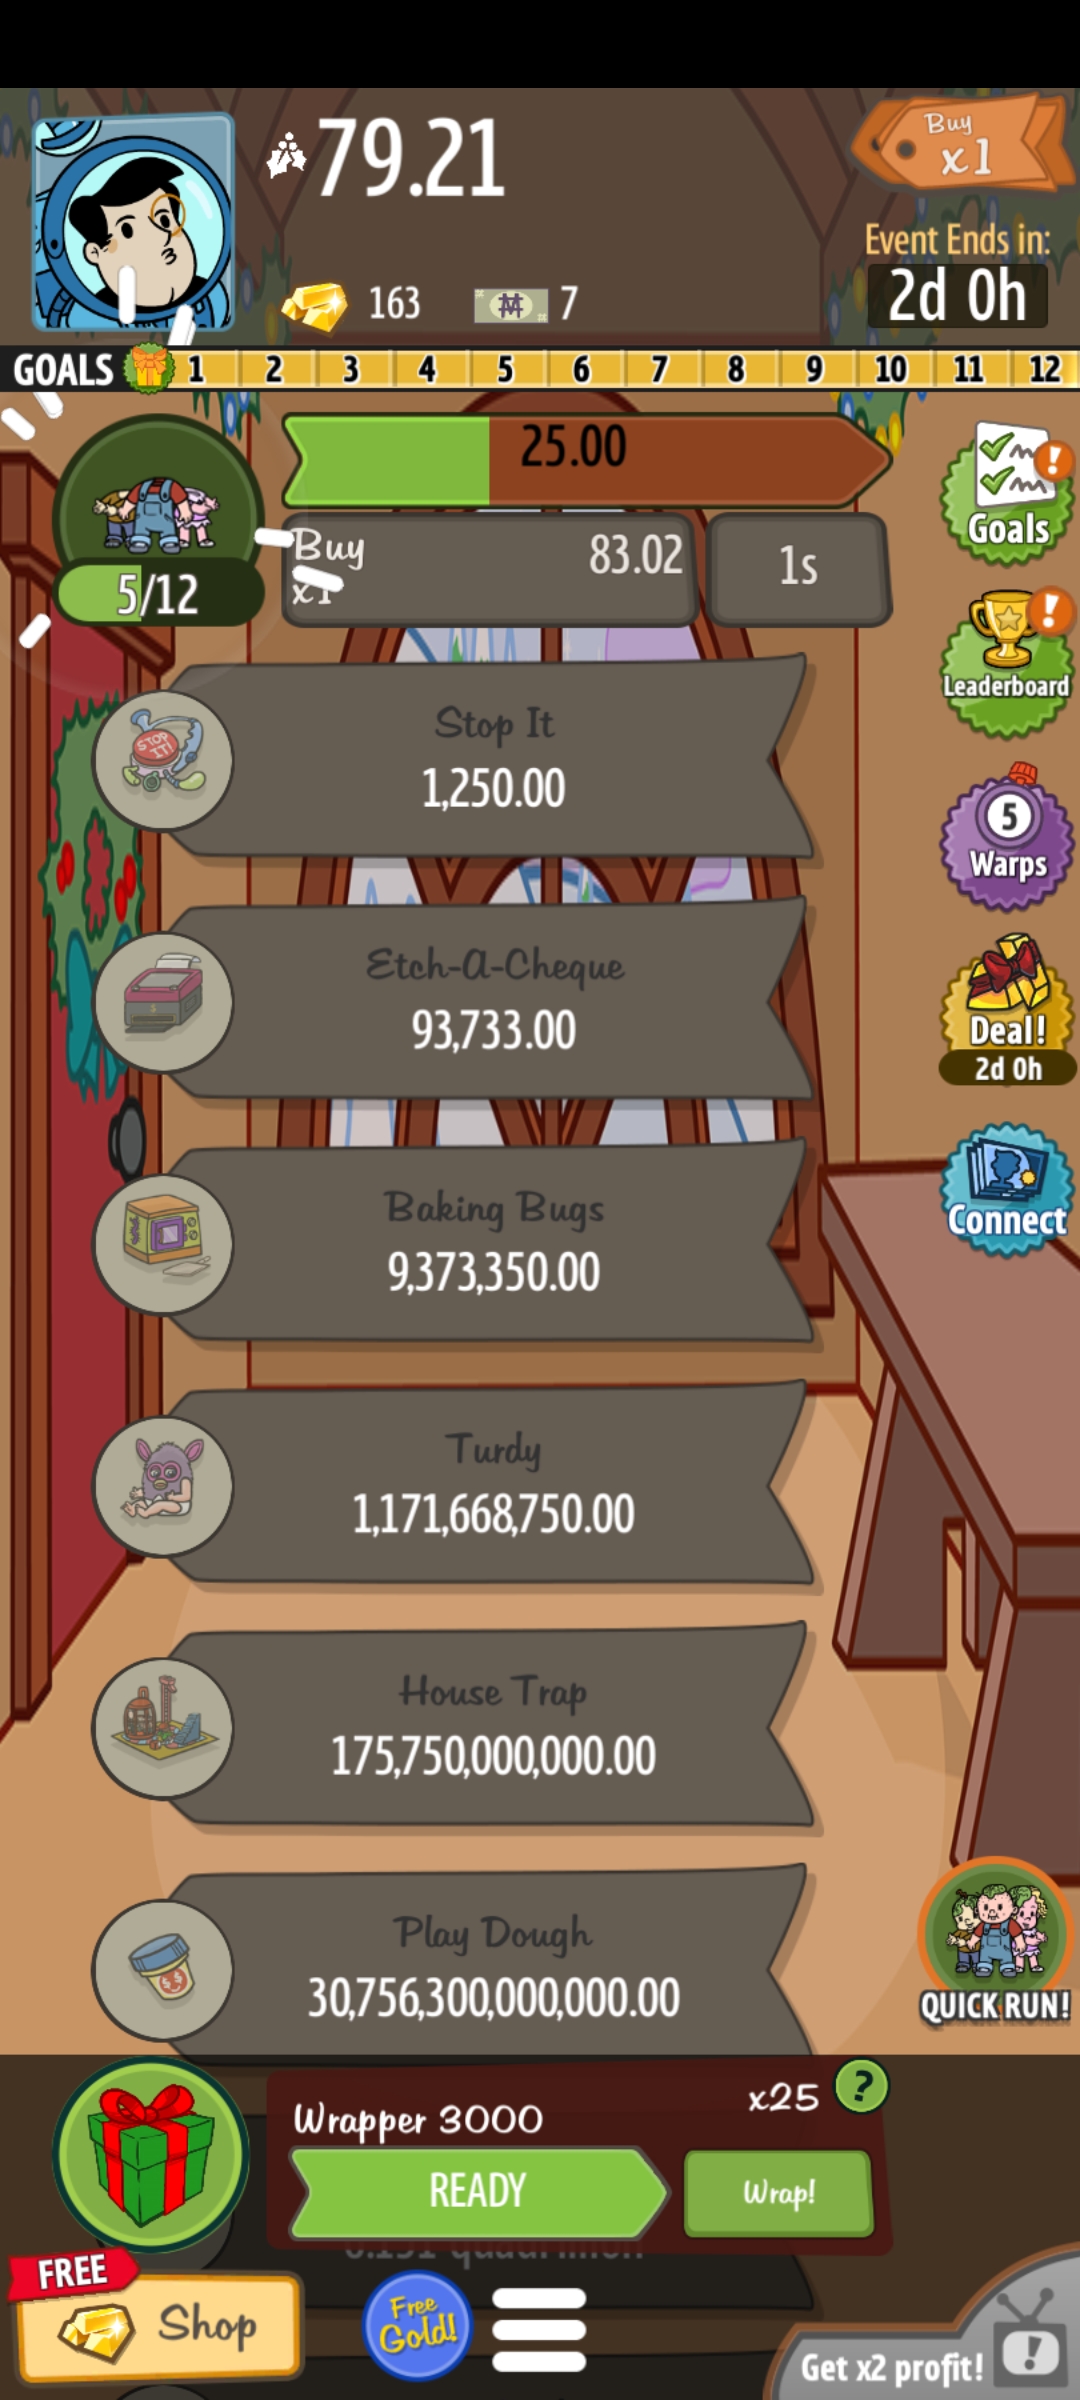 79.21
Buy
x1
Event Ends in:
2d 0h
163
7
GOALS 1 2 3 4 5 6 7 8 9 10 11 12
25.00
5/12
Buy
x1
83.02
1s
Goals
Leaderboard
Stop It
1,250.00
STOP IT!
5
Warps
Etch-A-Cheque
93,733.00
Deal!
2d 0h
Baking Bugs
9,373,350.00
Connect
Turdy
1,171,668,750.00
House Trap
175,750,000,000.00
Play Dough
30,756,300,000,000.00
QUICK RUN!
Wrapper 3000
x25
?
READY
Wrap!
FREE
Shop
Free
Gold!
Get x2 profit!